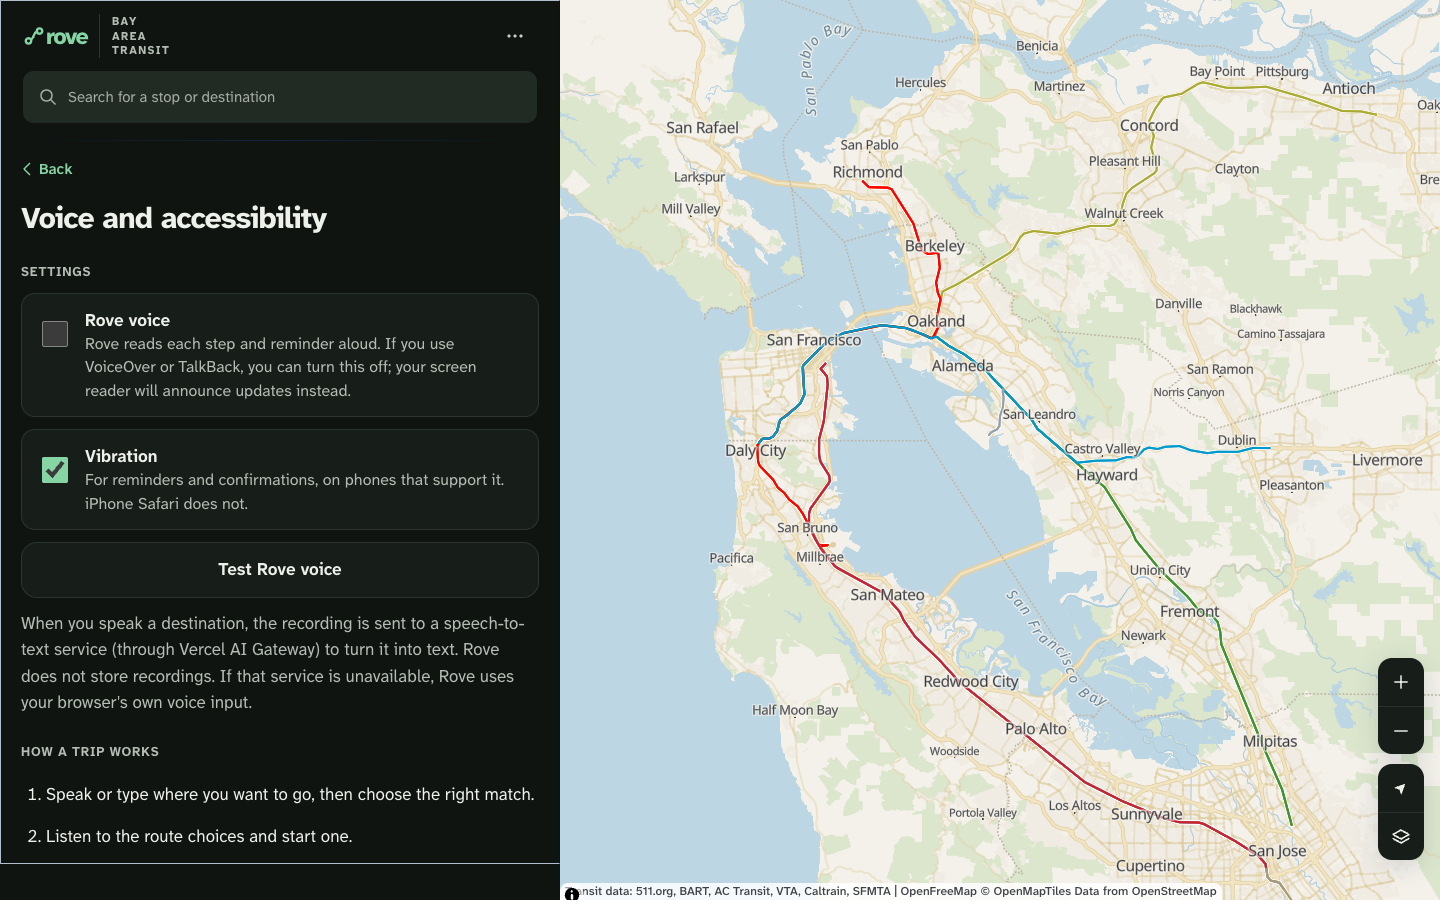 rove
BAY
AREA
TRANSIT
Search for a stop or destination
Back
Voice and accessibility
SETTINGS
Rove voice
Rove reads each step and reminder aloud. If you use
VoiceOver or TalkBack, you can turn this off; your screen
reader will announce updates instead.
Vibration
For reminders and confirmations, on phones that support it.
iPhone Safari does not.
Test Rove voice
When you speak a destination, the recording is sent to a speech-to-
text service (through Vercel AI Gateway) to turn it into text. Rove
does not store recordings. If that service is unavailable, Rove uses
your browser's own voice input.
HOW A TRIP WORKS
1. Speak or type where you want to go, then choose the right match.
2. Listen to the route choices and start one.
San Pablo Bay
Benicia
Hercules
Martinez
Bay Point
Pittsburg
Antioch
Oak
San Rafael
Concord
San Pablo
Richmond
Pleasant Hill
Clayton
Bre
Larkspur
Mill Valley
Walnut Creek
Berkeley
Danville
Blackhawk
Oakland
Camino Tassajara
San Francisco
Alameda
San Ramon
Norris Canyon
San Leandro
Daly City
Castro Valley
Dublin
Livermore
Hayward
Pleasanton
San Bruno
Pacifica
Millbrae
Union City
San Mateo
Fremont
San Francisco Bay
Newark
Redwood City
Half Moon Bay
Palo Alto
Woodside
Milpitas
Portola Valley
Los Altos
Sunnyvale
San Jose
Cupertino
nsit data: 511.org, BART, AC Transit, VTA, Caltrain, SFMTA | OpenFreeMap © OpenMapTiles Data from OpenStreetMap